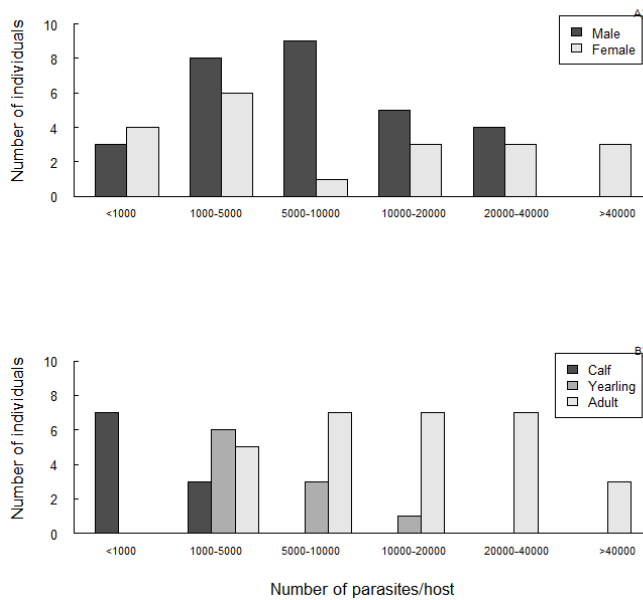 A
Number of individuals
10
8
6
4
2
0
Male
Female
<1000
1000-5000
5000-10000
10000-20000
20000-40000
>40000
B
Number of individuals
10
8
6
4
2
0
Calf
Yearling
Adult
<1000
1000-5000
5000-10000
10000-20000
20000-40000
>40000
Number of parasites/host